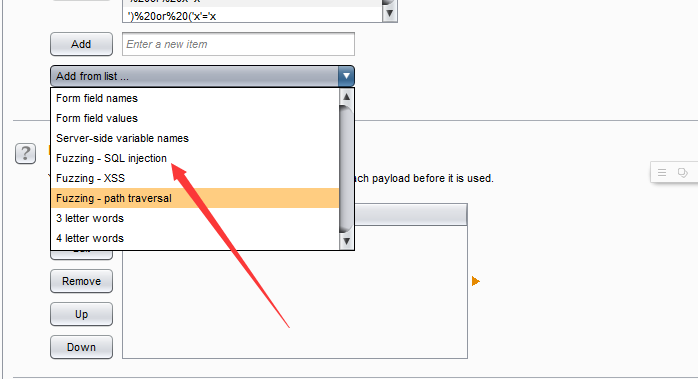 ')%20or%20('x'='x
Add
Enter a new item
Add from list ...
Form field names
Form field values
Server-side variable names
Fuzzing - SQL injection
Fuzzing - XSS
Fuzzing - path traversal
3 letter words
4 letter words
?
ach payload before it is used.
Remove
Up
Down